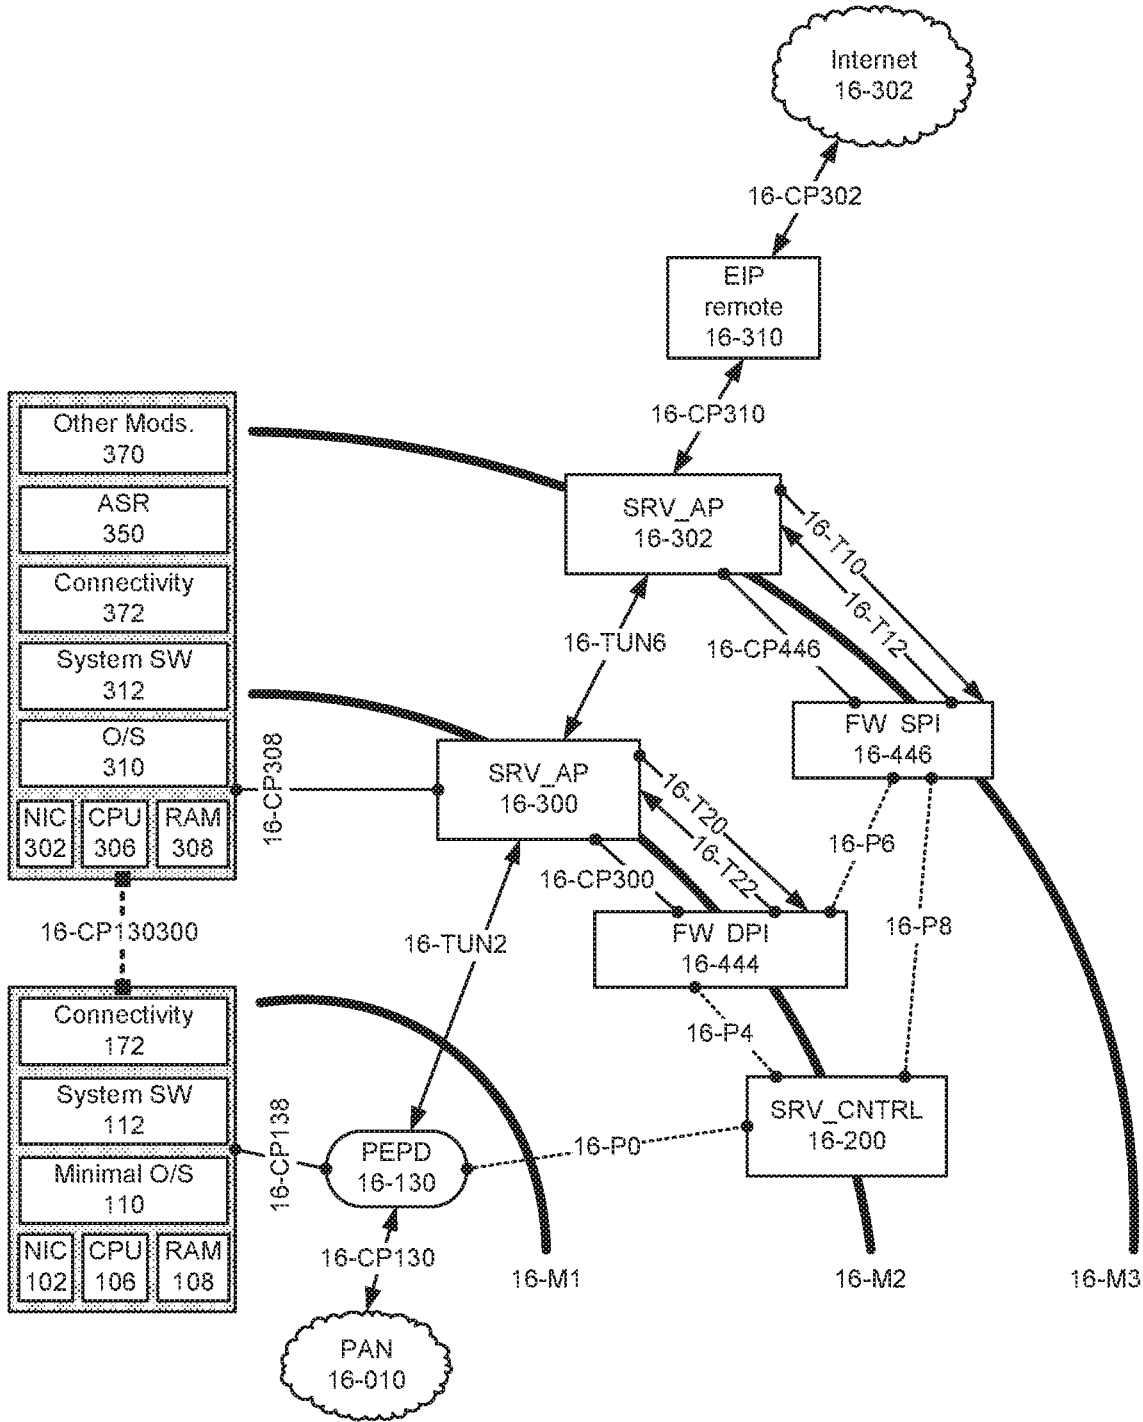 Internet
16-302
16-CP302
EIP
remote
16-310
16-CP310
Other Mods.
370
ASR
350
Connectivity
372
System SW
312
O/S
310
NIC
302
CPU
306
RAM
308
SRV_AP
16-302
16-T10
16-T12
16-TUN6
16-CP446
FW SPI
16-446
16-CP308
SRV_AP
16-300
16-T20
16-T22
16-CP300
16-P6
16-P8
16-CP130300
16-TUN2
FW DPI
16-444
16-P4
Connectivity
172
System SW
112
Minimal O/S
110
NIC
102
CPU
106
RAM
108
16-CP138
PEPD
16-130
16-P0
SRV_CNTRL
16-200
16-CP130
16-M1
16-M2
16-M3
PAN
16-010